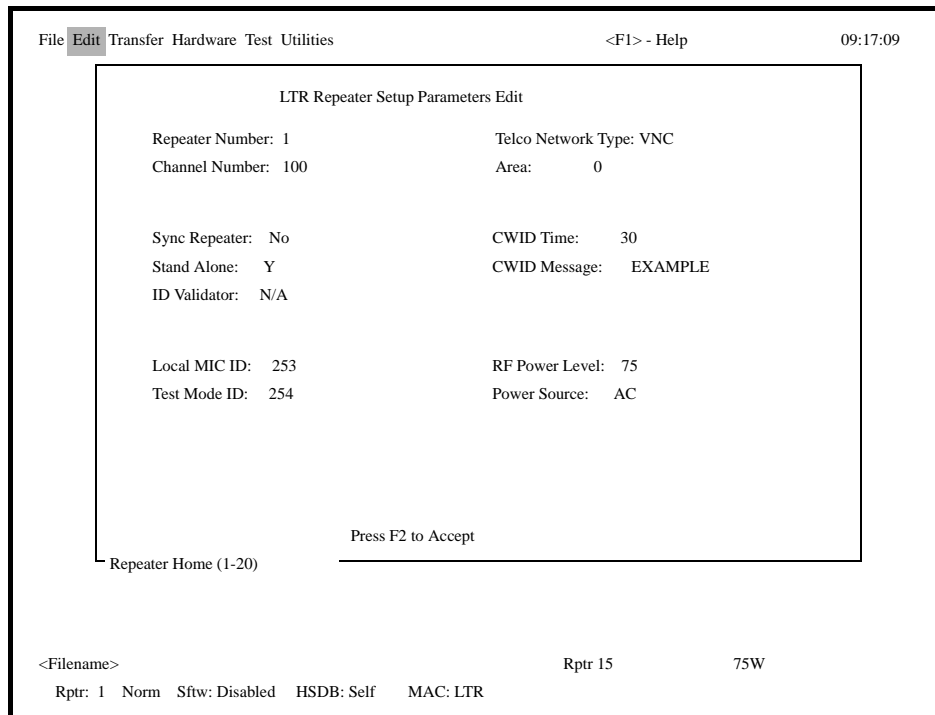 File Edit Transfer Hardware Test Utilities <F1> - Help 09:17:09
LTR Repeater Setup Parameters Edit
Repeater Number: 1 Telco Network Type: VNC
Channel Number: 100 Area: 0
Sync Repeater: No CWID Time: 30
Stand Alone: Y CWID Message: EXAMPLE
ID Validator: N/A
Local MIC ID: 253 RF Power Level: 75
Test Mode ID: 254 Power Source: AC
Press F2 to Accept
Repeater Home (1-20)
<Filename> Rptr 15 75W
Rptr: 1 Norm Sftw: Disabled HSDB: Self MAC: LTR